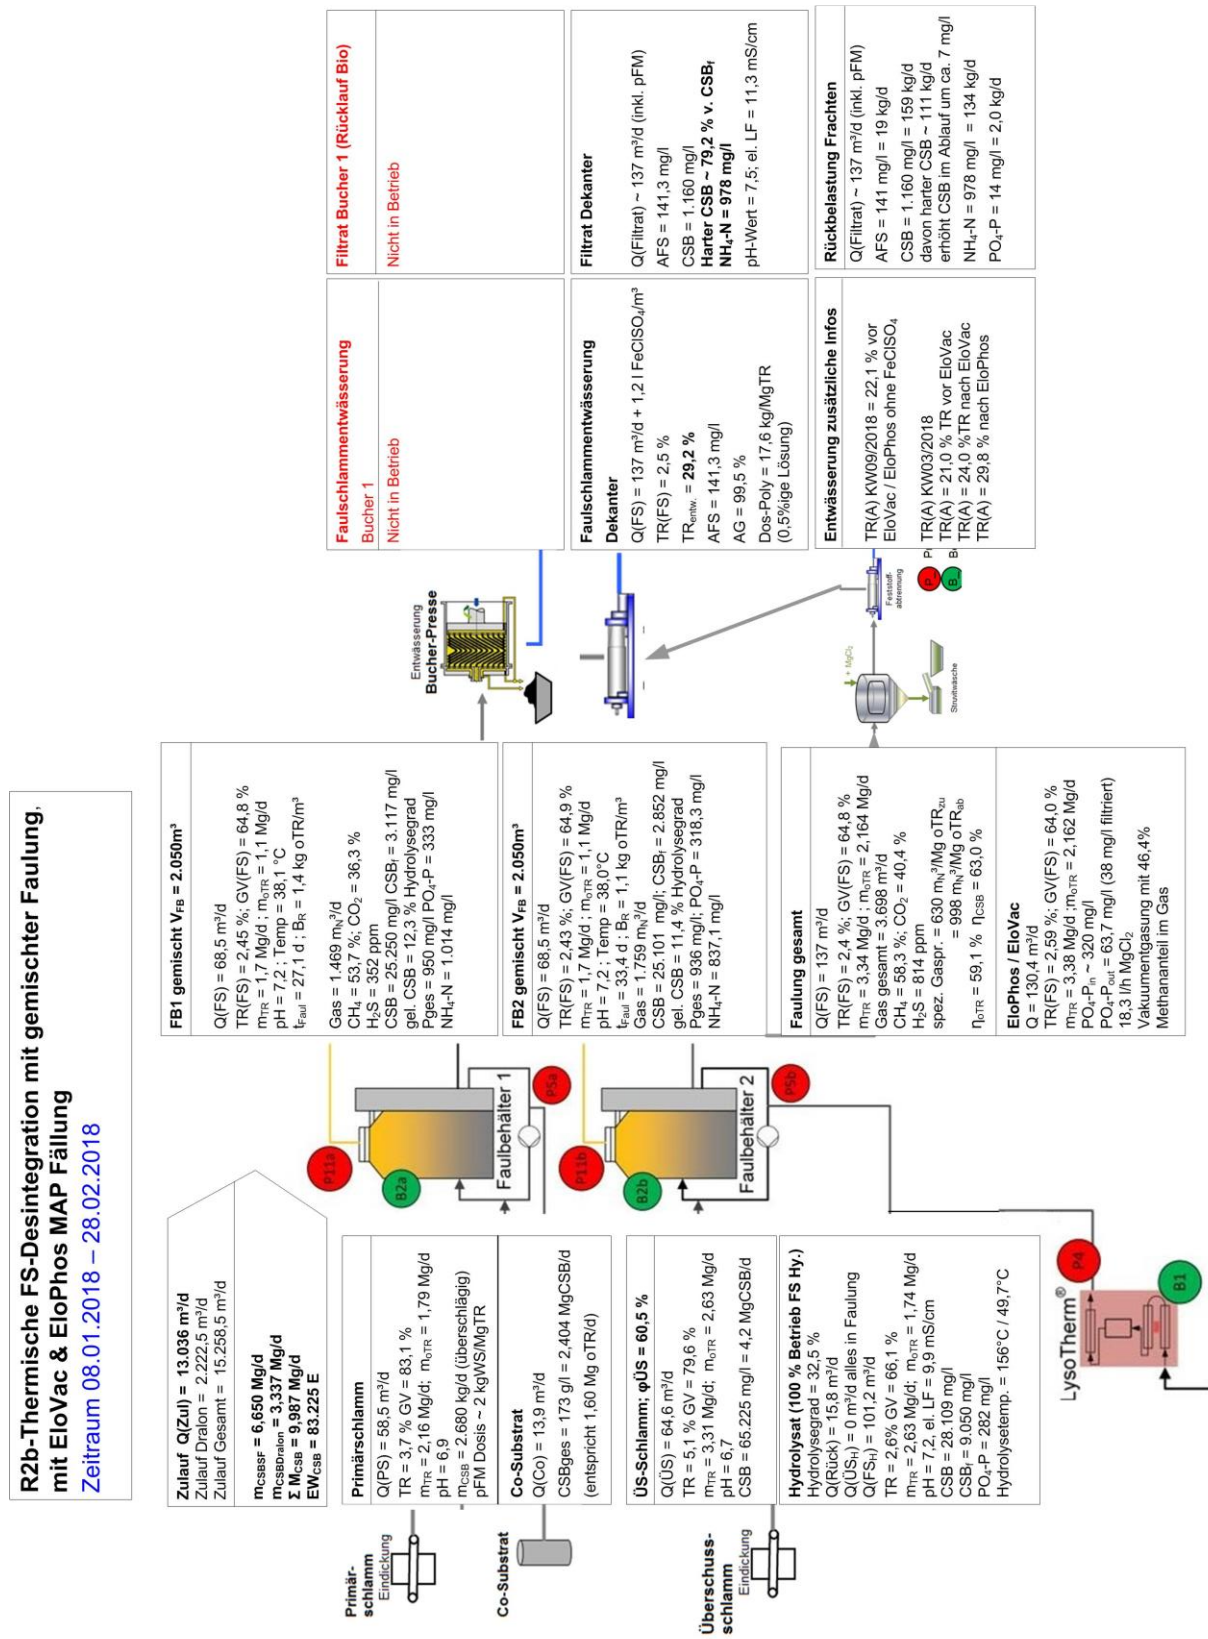 R2b-Thermische FS-Desintegration mit gemischter Faulung,
mit EloVac & EloPhos MAP Fällung
Zeitraum 08.01.2018 – 28.02.2018
Zulauf Q(Zul) = 13.036 m³/d
Zulauf Dralon = 2.222,5 m³/d
Zulauf Gesamt = 15.258,5 m³/d
mCSBSF = 6,650 Mg/d
mCSBDralon = 3,337 Mg/d
Σ MCSB = 9,987 Mg/d
EWCSB = 83.225 E
Primär-
schlamm
Eindickung
Primärschlamm
Q(PS) = 58,5 m³/d
TR = 3,7 % GV = 83,1 %
mTR = 2,16 Mg/d; moTR = 1,79 Mg/d
pH = 6,9
mCSB = 2.680 kg/d (überschlägig)
pFM Dosis ~ 2 kgWS/MgTR
Co-Substrat
Co-Substrat
Q(Co) = 13,9 m³/d
CSBges = 173 g/l = 2,404 MgCSB/d
(entspricht 1,60 Mg oTR/d)
Überschuss-
schlamm
Eindickung
ÜS-Schlamm; φÜS = 60,5 %
Q(ÜS) = 64,6 m³/d
TR = 5,1 % GV = 79,6 %
mTR = 3,31 Mg/d; moTR = 2,63 Mg/d
pH = 6,7
CSB = 65.225 mg/l = 4,2 MgCSB/d
Hydrolysat (100 % Betrieb FS Hy.)
Hydrolysegrad = 32,5 %
Q(Rück) = 15,8 m³/d
Q(ÜSH) = 0 m³/d alles in Faulung
Q(FSH) = 101,2 m³/d
TR = 2,6% GV = 66,1 %
mTR = 2,63 Mg/d; moTR = 1,74 Mg/d
pH = 7,2, el. LF = 9,9 mS/cm
CSB = 28.109 mg/l
CSBf = 9.050 mg/l
PO4-P = 282 mg/l
Hydrolysetemp. = 156°C / 49,7°C
P11a
B2a
Faulbehälter 1
P5a
P11b
B2b
Faulbehälter 2
P5b
LysoTherm®
P4
B1
FB1 gemischt VFB = 2.050m³
Q(FS) = 68,5 m³/d
TR(FS) = 2,45 %; GV(FS) = 64,8 %
mTR = 1,7 Mg/d ; moTR = 1,1 Mg/d
pH = 7,2 ; Temp = 38,1 °C
tFaul = 27,1 d ; BR = 1,4 kg oTR/m³
Gas = 1.469 mN³/d
CH4 = 53,7 %; CO2 = 36,3 %
H2S = 352 ppm
CSB = 25.250 mg/l CSBf = 3.117 mg/l
gel. CSB = 12,3 % Hydrolysegrad
Pges = 950 mg/l PO4-P = 333 mg/l
NH4-N = 1.014 mg/l
FB2 gemischt VFB = 2.050m³
Q(FS) = 68,5 m³/d
TR(FS) = 2,43 %; GV(FS) = 64,9 %
mTR = 1,7 Mg/d ; moTR = 1,1 Mg/d
pH = 7,2 ; Temp = 38,0°C
tFaul = 33,4 d ; BR = 1,1 kg oTR/m³
Gas = 1.759 mN³/d
CSB = 25.101 mg/l; CSBf = 2.852 mg/l
gel. CSB = 11,4 % Hydrolysegrad
Pges = 936 mg/l; PO4-P = 318,3 mg/l
NH4-N = 837,1 mg/l
Faulung gesamt
Q(FS) = 137 m³/d
TR(FS) = 2,4 %; GV(FS) = 64,8 %
mTR = 3,34 Mg/d ; moTR = 2,164 Mg/d
Gas gesamt = 3.698 m³/d
CH4 = 58,3 %; CO2 = 40,4 %
H2S = 814 ppm
spez. Gaspr. = 630 mN³/Mg oTRzu
= 998 mN³/Mg oTRab
ηoTR = 59,1 % ηCSB = 63,0 %
EloPhos / EloVac
Q = 130,4 m³/d
TR(FS) = 2,59 %; GV(FS) = 64,0 %
mTR = 3,38 Mg/d ;moTR = 2,162 Mg/d
PO4-Pin ~ 320 mg/l
PO4-Pout = 63,7 mg/l (38 mg/l filtriert)
18,3 l/h MgCl2
Vakuumentgasung mit 46,4%
Methananteil im Gas
Entwässerung
Bucher-Presse
+ MgCl2
Struvitwäsche
Feststoff-
abtrennung
P
B
Faulschlammentwässerung
Bucher 1
Nicht in Betrieb
Filtrat Bucher 1 (Rücklauf Bio)
Nicht in Betrieb
Faulschlammentwässerung
Dekanter
Q(FS) = 137 m³/d + 1,2 l FeClSO4/m³
TR(FS) = 2,5 %
TRentw. = 29,2 %
AFS = 141,3 mg/l
AG = 99,5 %
Dos-Poly = 17,6 kg/MgTR
(0,5%ige Lösung)
Filtrat Dekanter
Q(Filtrat) ~ 137 m³/d (inkl. pFM)
AFS = 141,3 mg/l
CSB = 1.160 mg/l
Harter CSB ~ 79,2 % v. CSBf
NH4-N = 978 mg/l
pH-Wert = 7,5; el. LF = 11,3 mS/cm
Entwässerung zusätzliche Infos
TR(A) KW09/2018 = 22,1 % vor
EloVac / EloPhos ohne FeClSO4
TR(A) KW03/2018
TR(A) = 21,0 % TR vor EloVac
TR(A) = 24,0 %TR nach EloVac
TR(A) = 29,8 % nach EloPhos
Rückbelastung Frachten
Q(Filtrat) ~ 137 m³/d (inkl. pFM)
AFS = 141 mg/l = 19 kg/d
CSB = 1.160 mg/l = 159 kg/d
davon harter CSB ~ 111 kg/d
erhöht CSB im Ablauf um ca. 7 mg/l
NH4-N = 978 mg/l = 134 kg/d
PO4-P = 14 mg/l = 2,0 kg/d